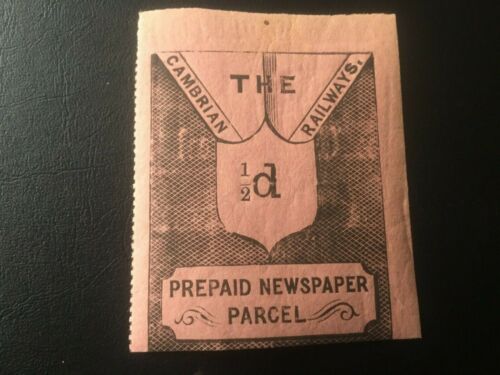 THE
CAMBRIAN
RAILWAYS.
½d
PREPAID NEWSPAPER
PARCEL